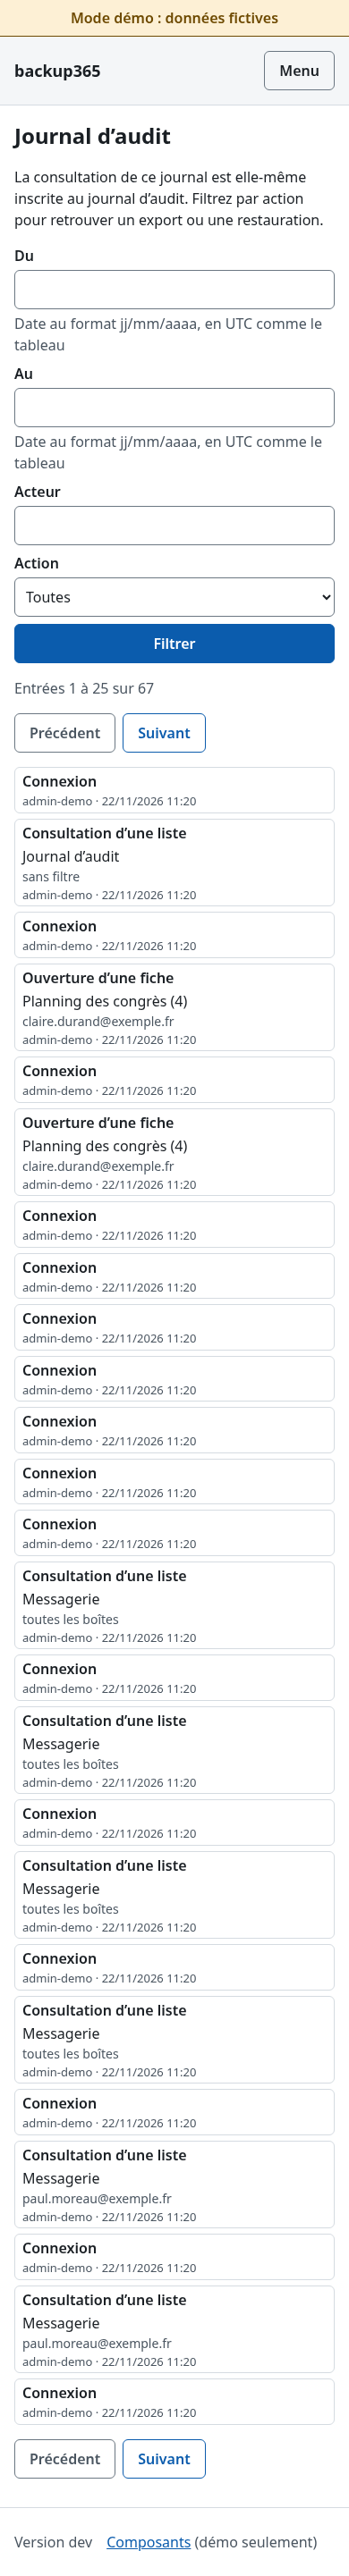 Mode démo : données fictives
backup365
Menu
Journal d’audit
La consultation de ce journal est elle-même
inscrite au journal d’audit. Filtrez par action
pour retrouver un export ou une restauration.
Du
Date au format jj/mm/aaaa, en UTC comme le
tableau
Au
Date au format jj/mm/aaaa, en UTC comme le
tableau
Acteur
Action
Toutes
Filtrer
Entrées 1 à 25 sur 67
Précédent
Suivant
Connexion
admin-demo · 22/11/2026 11:20
Consultation d’une liste
Journal d’audit
sans filtre
admin-demo · 22/11/2026 11:20
Connexion
admin-demo · 22/11/2026 11:20
Ouverture d’une fiche
Planning des congrès (4)
claire.durand@exemple.fr
admin-demo · 22/11/2026 11:20
Connexion
admin-demo · 22/11/2026 11:20
Ouverture d’une fiche
Planning des congrès (4)
claire.durand@exemple.fr
admin-demo · 22/11/2026 11:20
Connexion
admin-demo · 22/11/2026 11:20
Connexion
admin-demo · 22/11/2026 11:20
Connexion
admin-demo · 22/11/2026 11:20
Connexion
admin-demo · 22/11/2026 11:20
Connexion
admin-demo · 22/11/2026 11:20
Connexion
admin-demo · 22/11/2026 11:20
Connexion
admin-demo · 22/11/2026 11:20
Consultation d’une liste
Messagerie
toutes les boîtes
admin-demo · 22/11/2026 11:20
Connexion
admin-demo · 22/11/2026 11:20
Consultation d’une liste
Messagerie
toutes les boîtes
admin-demo · 22/11/2026 11:20
Connexion
admin-demo · 22/11/2026 11:20
Consultation d’une liste
Messagerie
toutes les boîtes
admin-demo · 22/11/2026 11:20
Connexion
admin-demo · 22/11/2026 11:20
Consultation d’une liste
Messagerie
toutes les boîtes
admin-demo · 22/11/2026 11:20
Connexion
admin-demo · 22/11/2026 11:20
Consultation d’une liste
Messagerie
paul.moreau@exemple.fr
admin-demo · 22/11/2026 11:20
Connexion
admin-demo · 22/11/2026 11:20
Consultation d’une liste
Messagerie
paul.moreau@exemple.fr
admin-demo · 22/11/2026 11:20
Connexion
admin-demo · 22/11/2026 11:20
Précédent
Suivant
Version dev Composants (démo seulement)